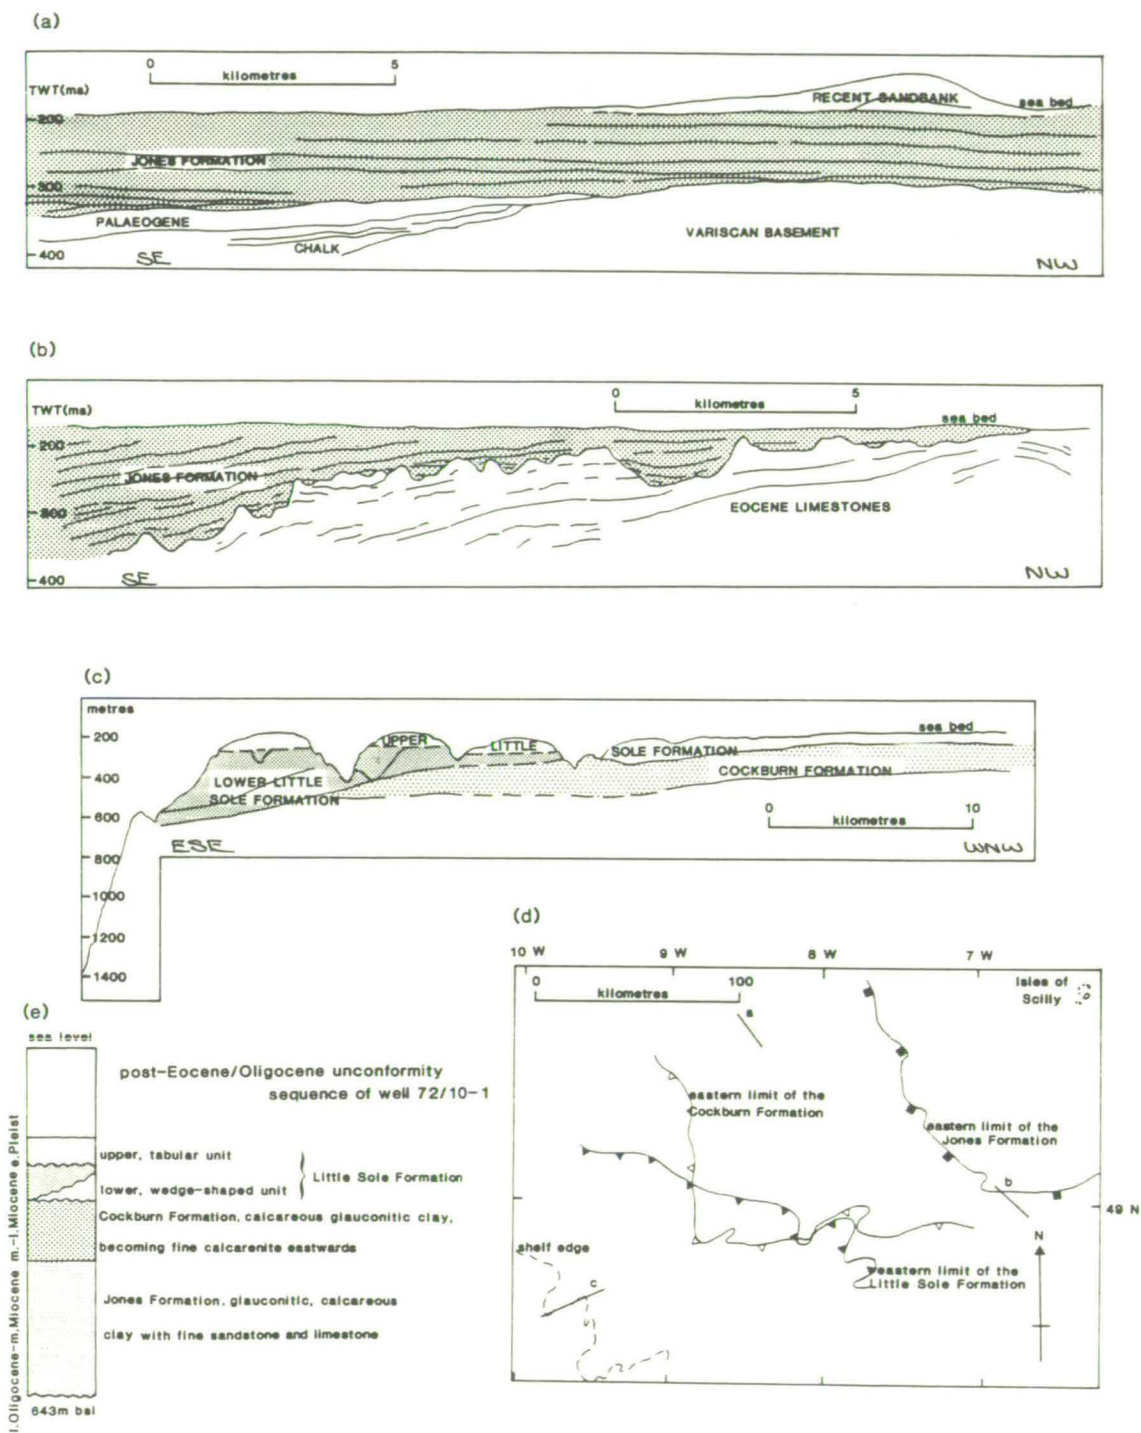 (a)
0 5
kilometres
TWT(ms)
RECENT SANDBANK
sea bed
200
JONES FORMATION
300
PALAEOGENE
VARISCAN BASEMENT
CHALK
400
SE
NW
(b)
0 5
kilometres
TWT(ms)
sea bed
200
JONES FORMATION
300
EOCENE LIMESTONES
400
SE
NW
(c)
metres
200
sea bed
UPPER LITTLE SOLE FORMATION
COCKBURN FORMATION
400
LOWER LITTLE
SOLE FORMATION
0 10
kilometres
600
800
ESE
WNW
1000
1200
1400
(d)
10 W 9 W 8 W 7 W
0 100
kilometres
Isles of
Scilly
a
eastern limit of the
Cockburn Formation
eastern limit of the
Jones Formation
b
49 N
N
shelf edge
c
eastern limit of the
Little Sole Formation
(e)
sea level
post-Eocene/Oligocene unconformity
sequence of well 72/10-1
upper, tabular unit
lower, wedge-shaped unit
Little Sole Formation
Cockburn Formation, calcareous glauconitic clay,
becoming fine calcarenite eastwards
Jones Formation, glauconitic, calcareous
clay with fine sandstone and limestone
643m bsl
l.Oligocene-m.Miocene m.-l.Miocene e.Pleist